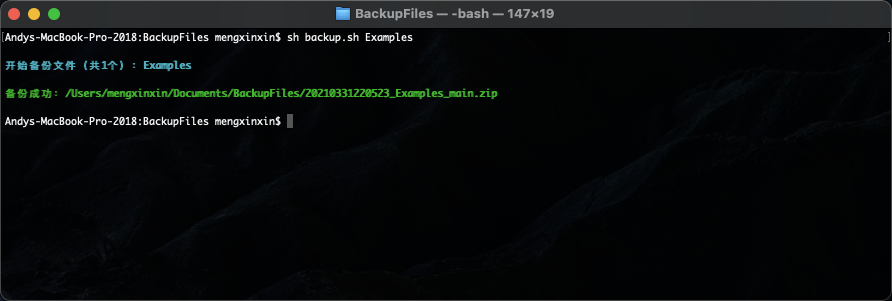 BackupFiles — -bash — 147×19
[Andys-MacBook-Pro-2018:BackupFiles mengxinxin$ sh backup.sh Examples ]
开始备份文件（共1个）: Examples
备份成功: /Users/mengxinxin/Documents/BackupFiles/20210331220523_Examples_main.zip
Andys-MacBook-Pro-2018:BackupFiles mengxinxin$